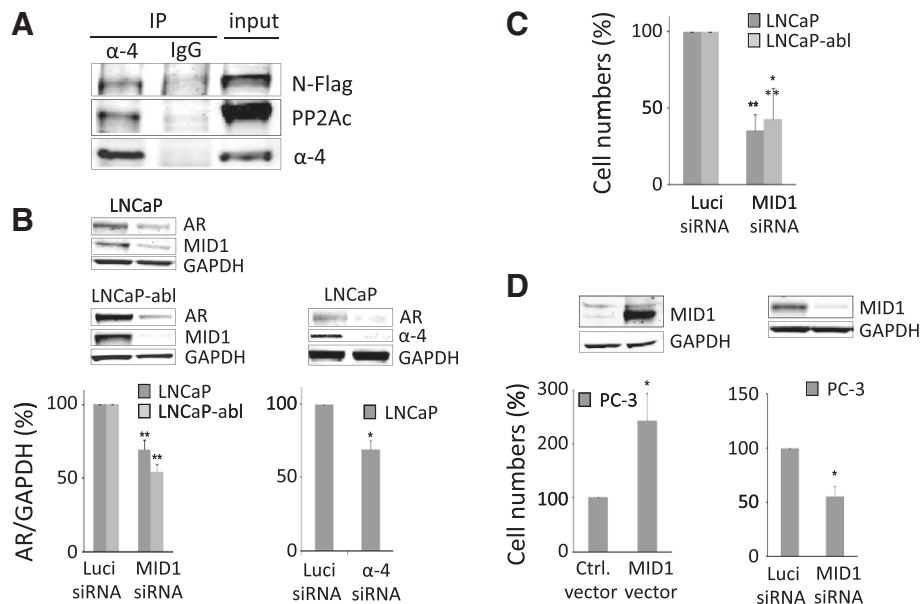 A
IP input
α-4 IgG
N-Flag
PP2Ac
α-4
B
LNCaP
AR
MID1
GAPDH
LNCaP-abl
AR
MID1
GAPDH
LNCaP
AR
α-4
GAPDH
AR/GAPDH (%)
100
50
0
LNCaP
LNCaP-abl
**
**
Luci siRNA
MID1 siRNA
100
50
0
LNCaP
*
Luci siRNA
α-4 siRNA
C
Cell numbers (%)
100
50
0
LNCaP
LNCaP-abl
**
*
**
Luci siRNA
MID1 siRNA
D
MID1
GAPDH
MID1
GAPDH
Cell numbers (%)
300
200
100
0
PC-3
*
Ctrl. vector
MID1 vector
150
100
50
0
PC-3
*
Luci siRNA
MID1 siRNA